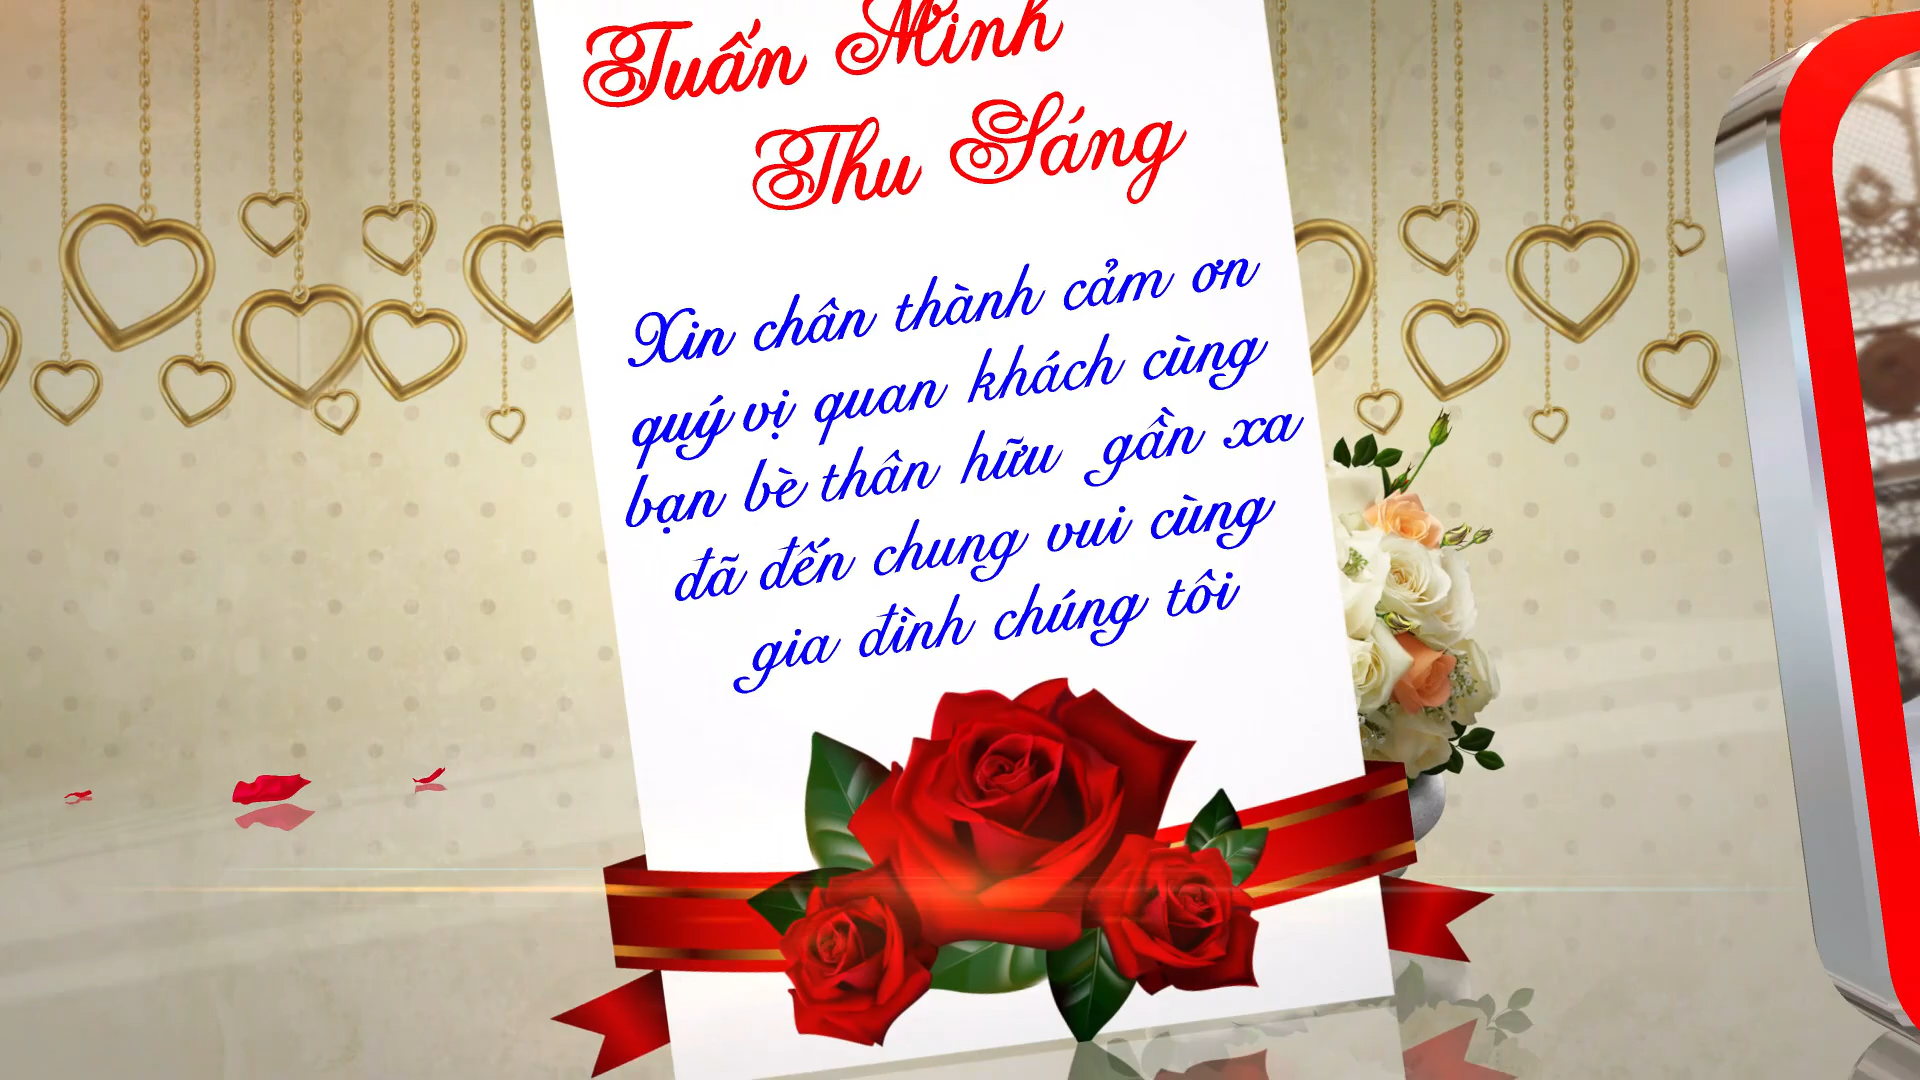 Tuấn Minh
Thu Sáng
Xin chân thành cảm ơn
quý vị quan khách cùng
bạn bè thân hữu gần xa
đã đến chung vui cùng
gia đình chúng tôi